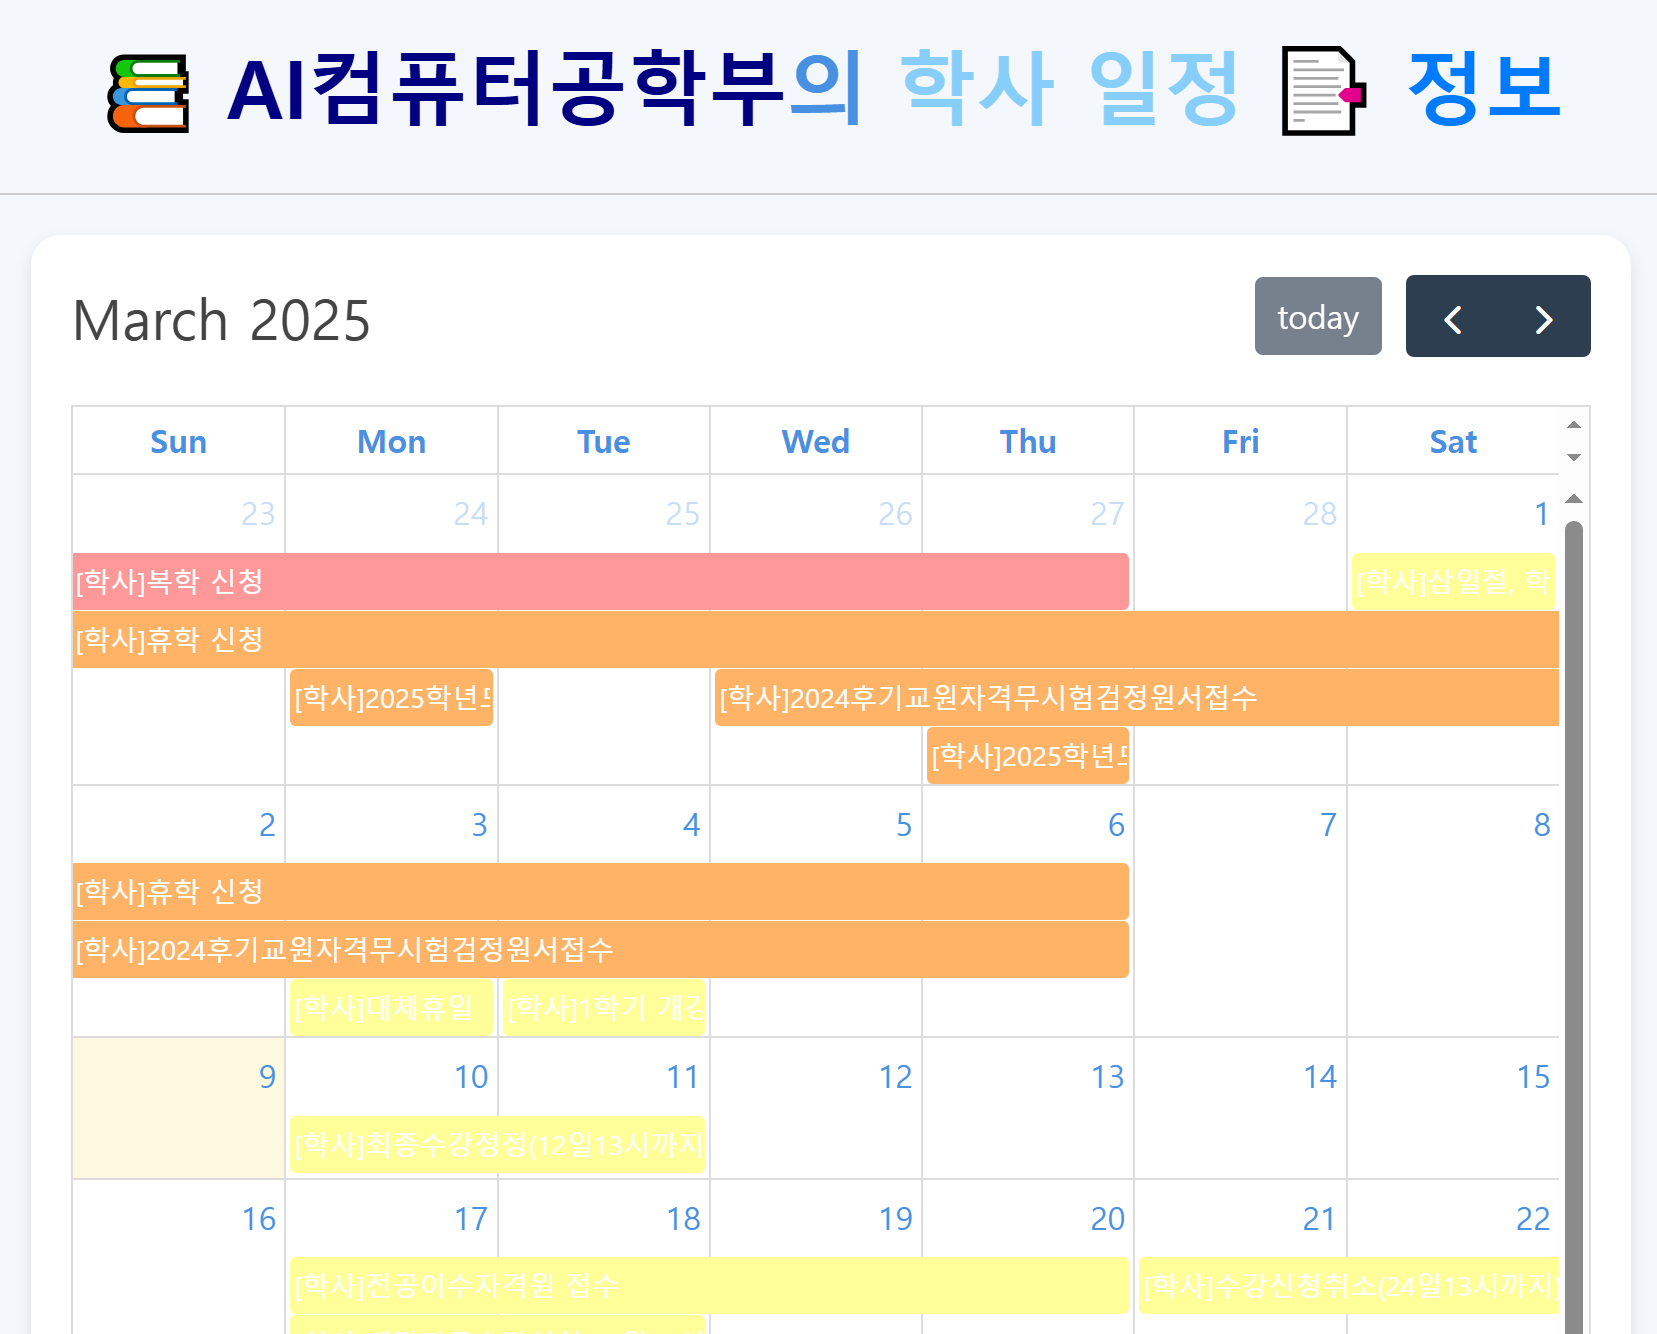 AI컴퓨터공학부의 학사 일정 정보
March 2025
today
Sun Mon Tue Wed Thu Fri Sat
23 24 25 26 27 28 1
[학사]복학 신청 [학사]삼일절, 학
[학사]휴학 신청
[학사]2025학년도 [학사]2024후기교원자격무시험검정원서접수
[학사]2025학년도
2 3 4 5 6 7 8
[학사]휴학 신청
[학사]2024후기교원자격무시험검정원서접수
[학사]대체휴일 [학사]1학기 개강
9 10 11 12 13 14 15
[학사]최종수강정정(12일13시까지
16 17 18 19 20 21 22
[학사]전공이수자격원 접수 [학사]수강신청취소(24일13시까지)